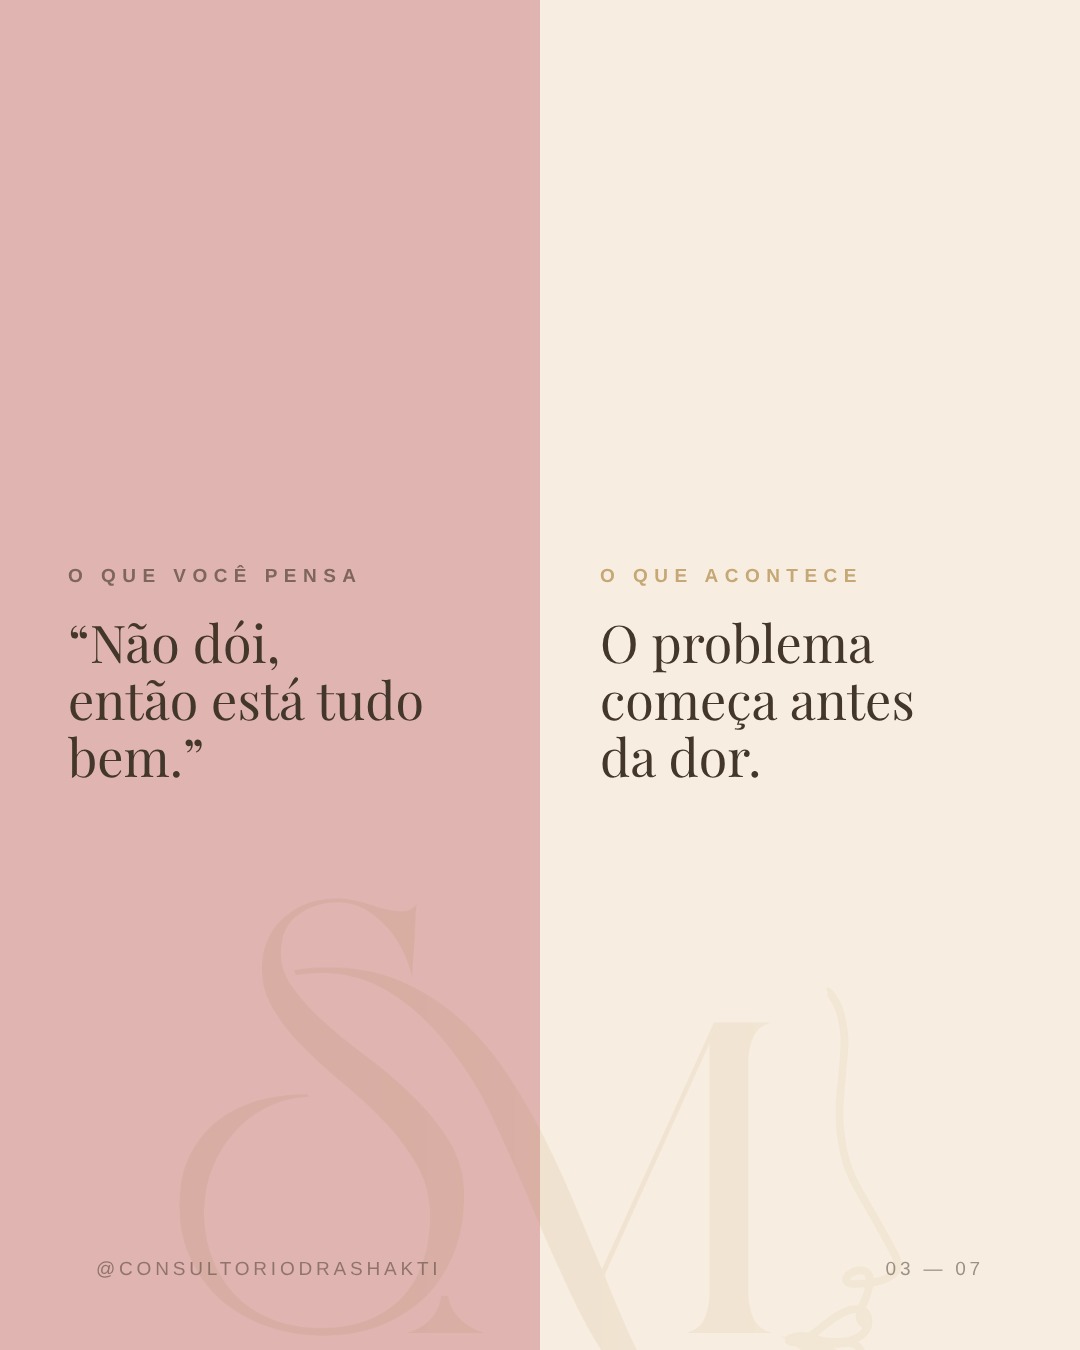 O QUE VOCÊ PENSA
“Não dói,
então está tudo
bem.”
O QUE ACONTECE
O problema
começa antes
da dor.
SM
@CONSULTORIODRASHAKTI
03 — 07